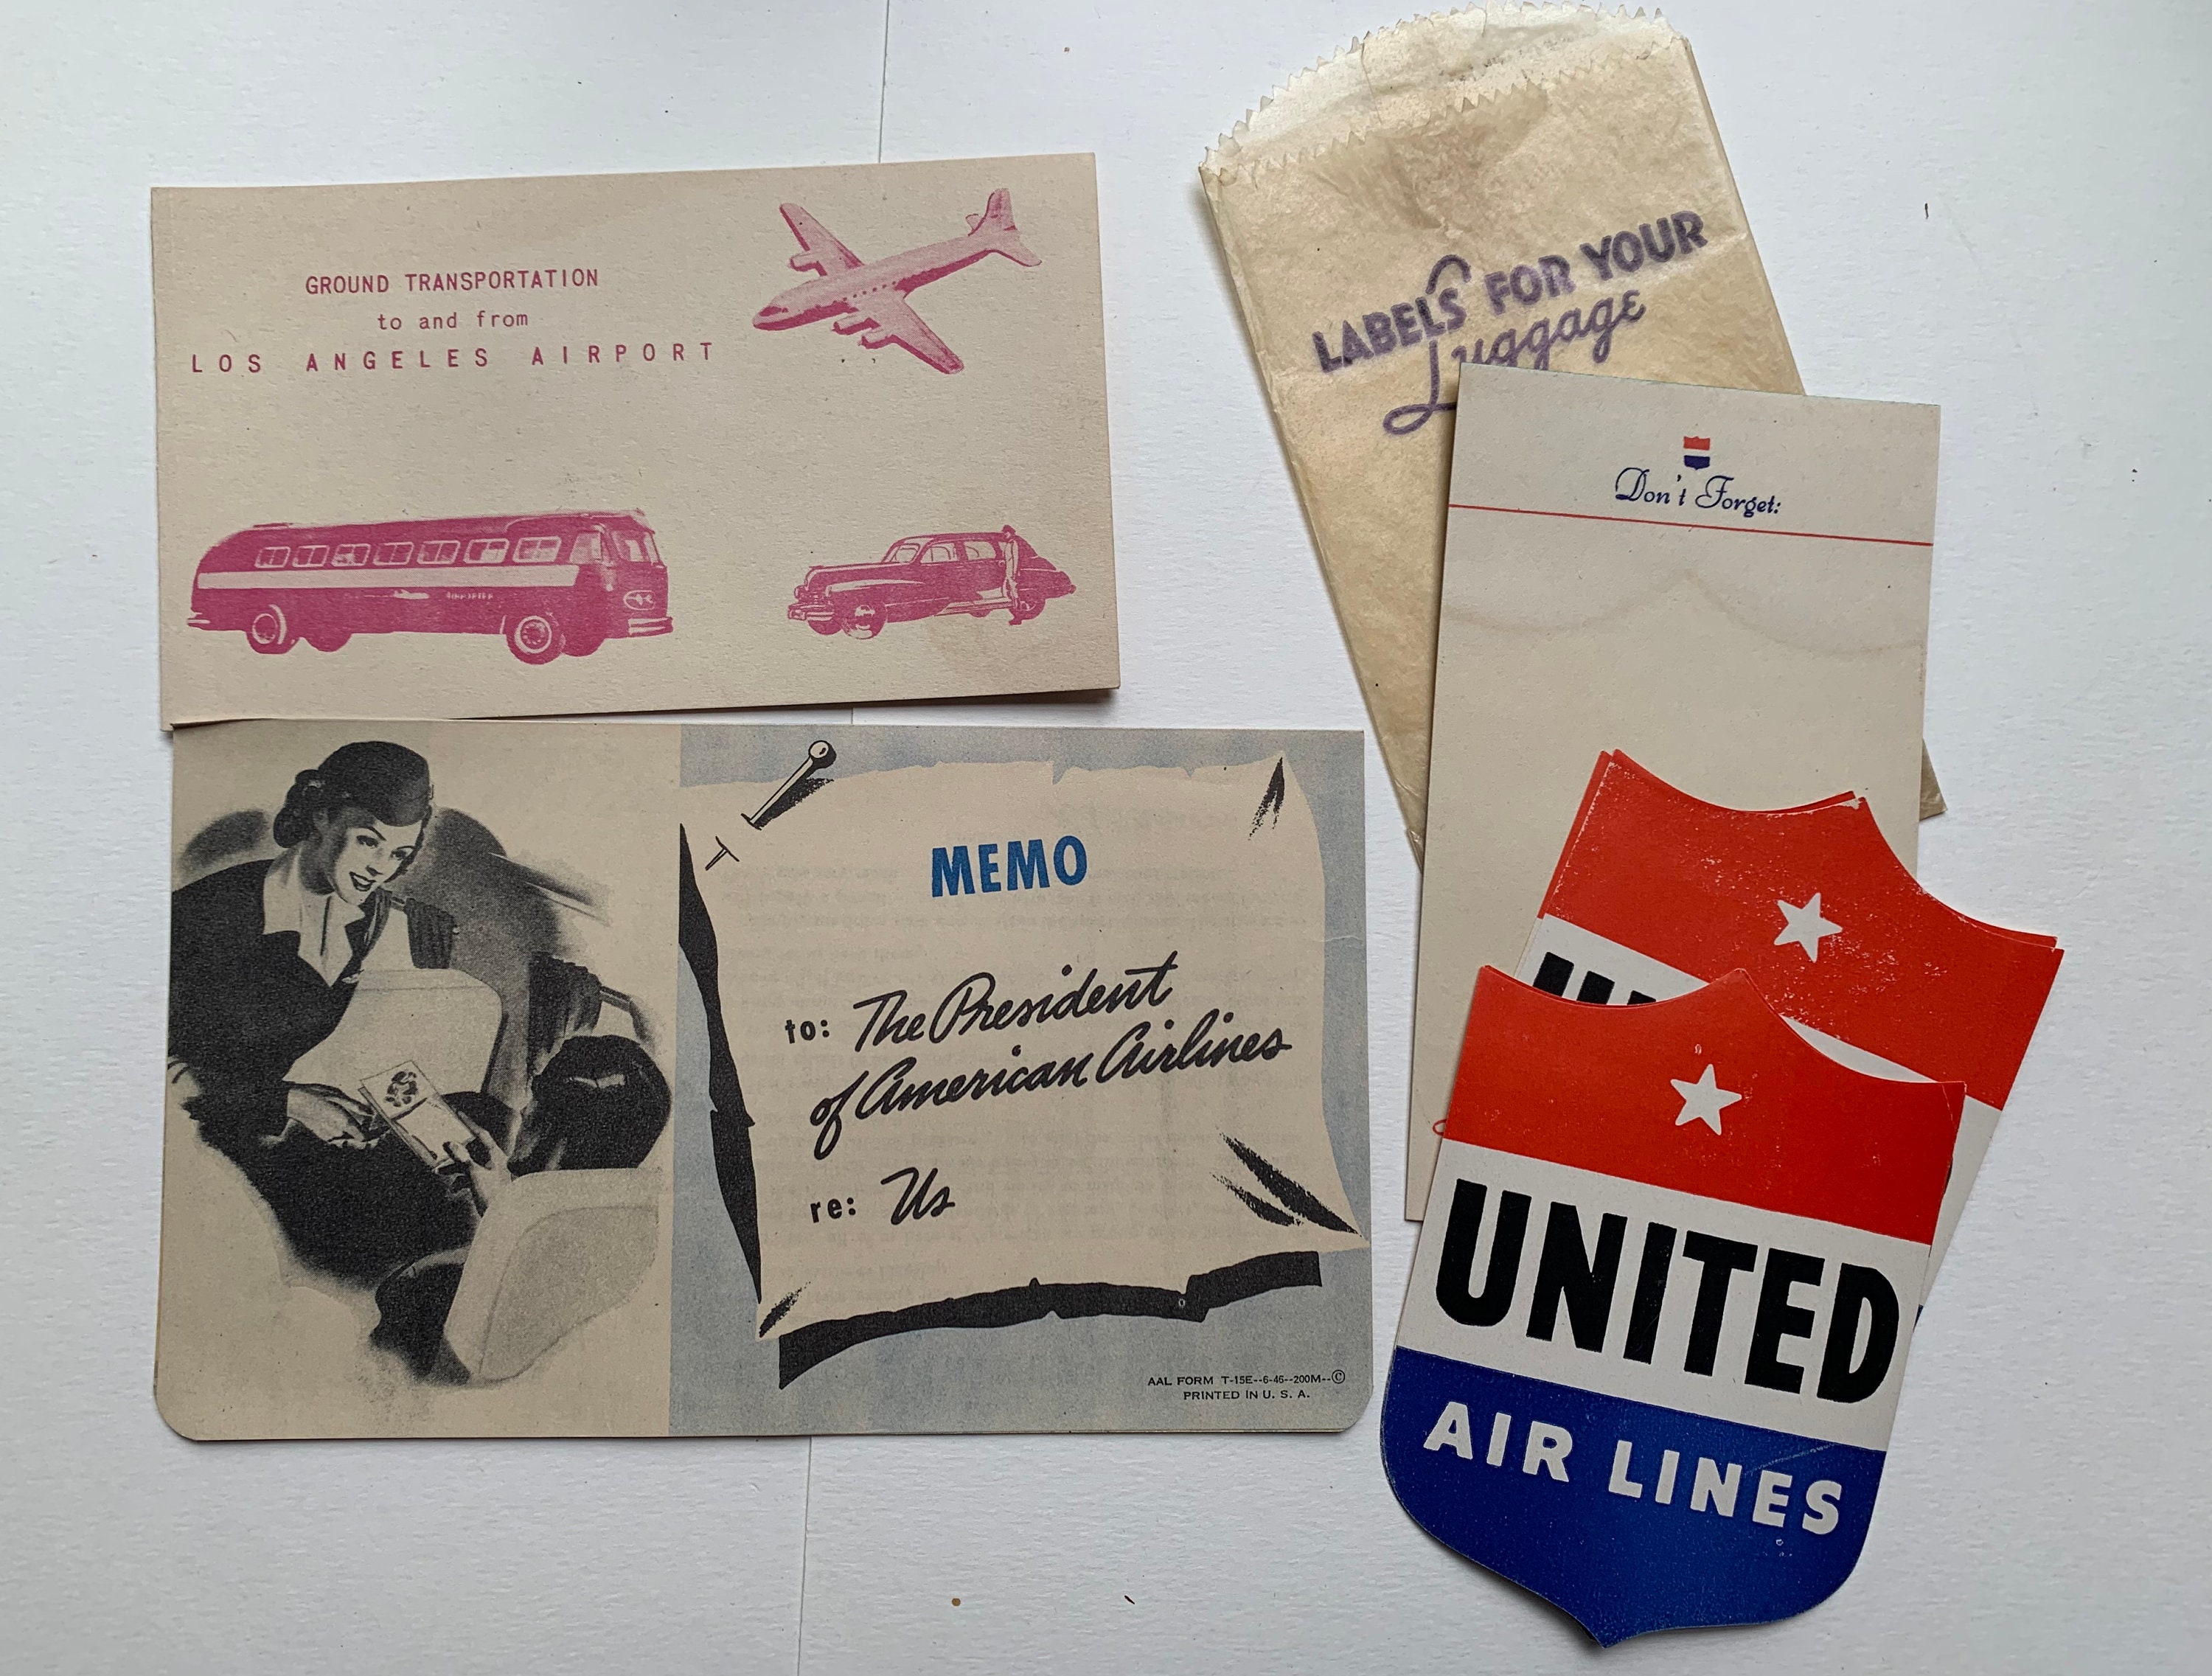 GROUND TRANSPORTATION
to and from
LOS ANGELES AIRPORT
MEMO
to: The President
of American Airlines
re: Us
AAL FORM T-15E--6-46--200M--©
PRINTED IN U. S. A.
LABELS FOR YOUR
Luggage
Don't Forget:
UNITED
AIR LINES